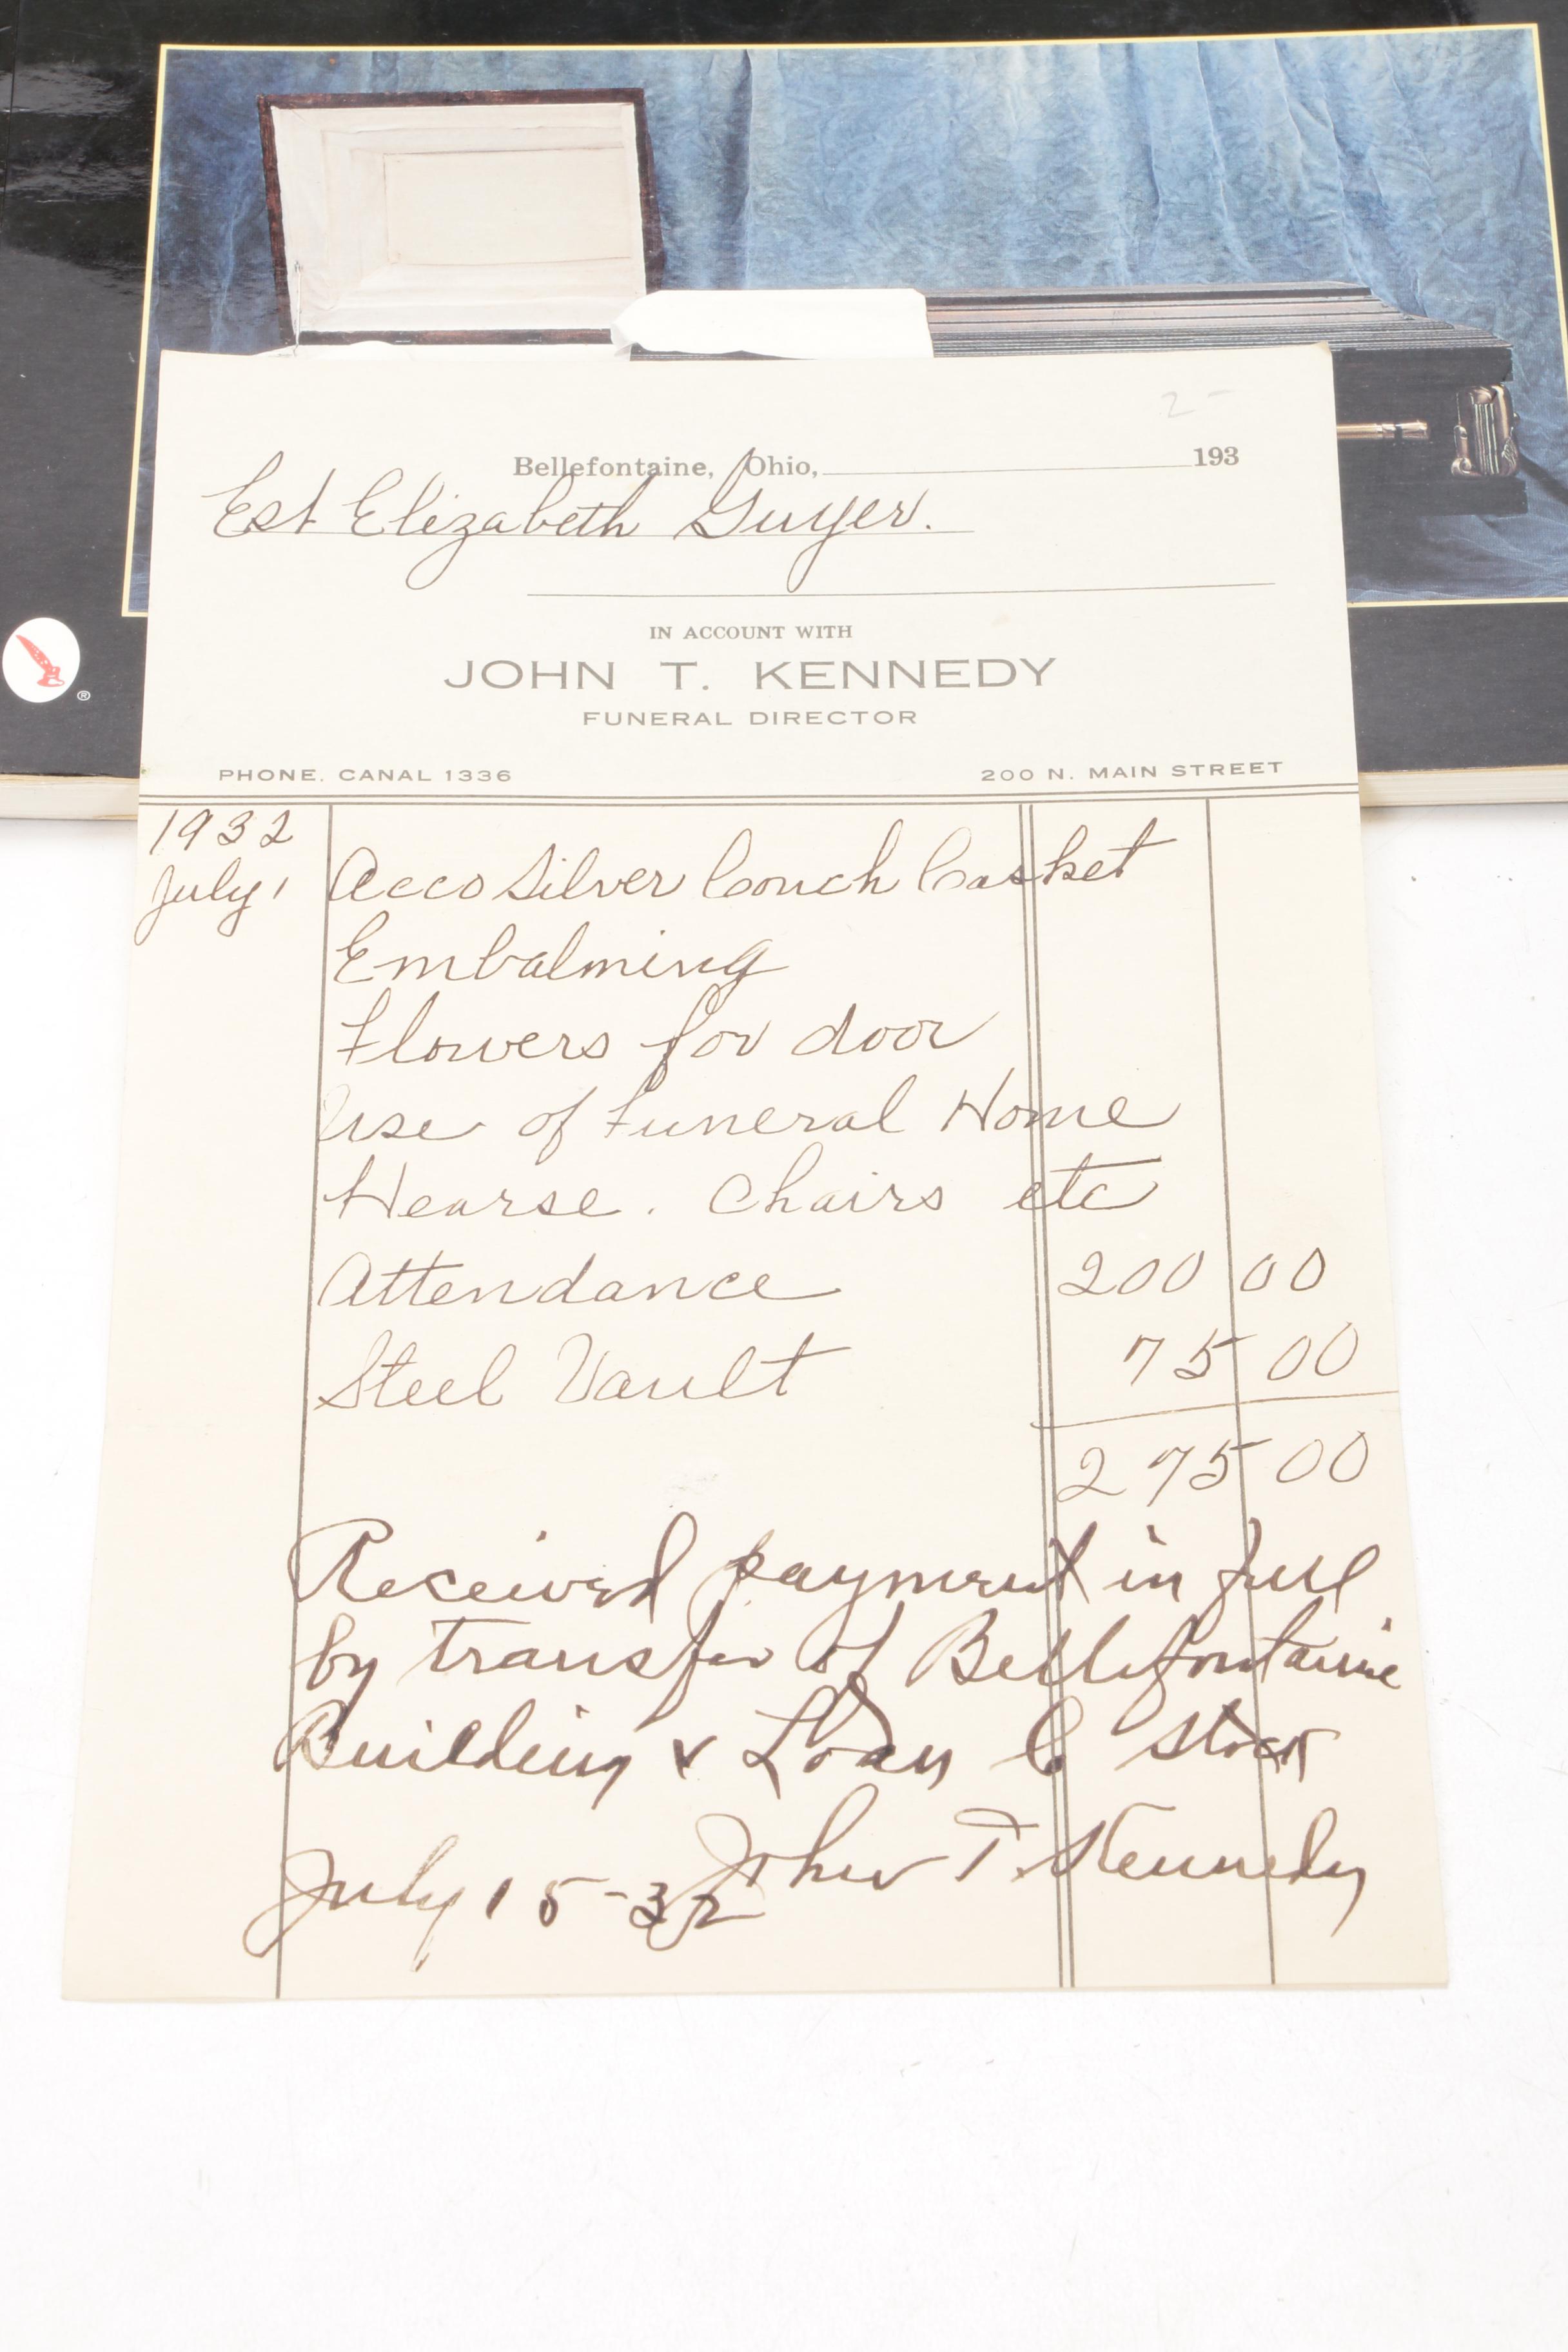 2-
Bellefontaine, Ohio, 193
Est Elizabeth Guyer.
IN ACCOUNT WITH
JOHN T. KENNEDY
FUNERAL DIRECTOR
PHONE, CANAL 1336 200 N. MAIN STREET
1932
July 1 Acco Silver Couch Casket
Embalming
Flowers for door
Use of Funeral Home
Hearse. Chairs etc
Attendance 200 00
Steel Vault 75 00
275 00
Received payment in full
by transfer of Bellefontaine
Building & Loan C stock
July 15-32 John T. Kennedy
®